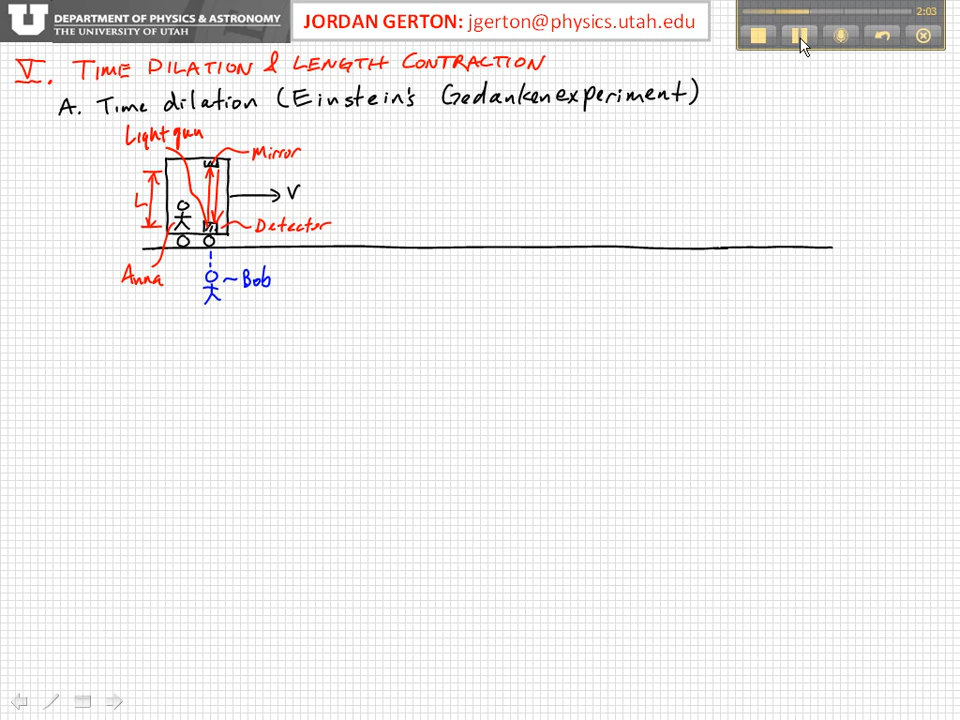 DEPARTMENT OF PHYSICS & ASTRONOMY
THE UNIVERSITY OF UTAH
JORDAN GERTON: jgerton@physics.utah.edu
2:03
V. TIME DILATION & LENGTH CONTRACTION
A. Time dilation (Einstein's Gedankenexperiment)
Light gun
Mirror
L
V
Detector
Anna
Bob